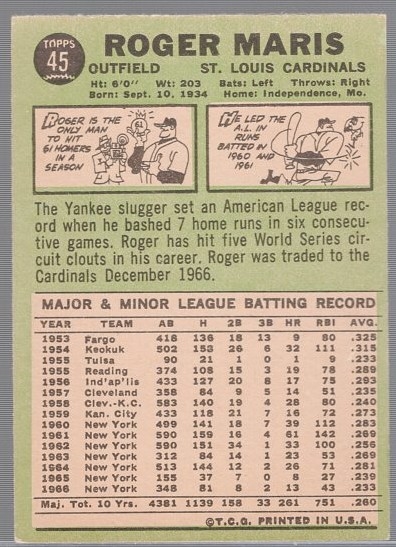 TOPPS
45
ROGER MARIS
OUTFIELD ST. LOUIS CARDINALS
Ht: 6'0" Wt: 203 Bats: Left Throws: Right
Born: Sept. 10, 1934 Home: Independence, Mo.
ROGER IS THE
ONLY MAN
TO HIT
61 HOMERS
IN A
SEASON
HE LED THE
A.L. IN
RUNS
BATTED IN
1960 AND
1961
The Yankee slugger set an American League rec-
ord when he bashed 7 home runs in six consecu-
tive games. Roger has hit five World Series cir-
cuit clouts in his career. Roger was traded to the
Cardinals December 1966.
MAJOR & MINOR LEAGUE BATTING RECORD
YEAR TEAM AB H 2B 3B HR RBI AVG.
1953 Fargo 418 136 18 13 9 80 .325
1954 Keokuk 502 158 26 6 32 111 .315
1955 Tulsa 90 21 1 0 1 9 .233
1955 Reading 374 108 15 3 19 78 .289
1956 Ind'ap'lis 433 127 20 8 17 75 .293
1957 Cleveland 358 84 9 5 14 51 .235
1958 Clev.-K.C. 583 140 19 4 28 80 .240
1959 Kan. City 433 118 21 7 16 72 .273
1960 New York 499 141 18 7 39 112 .283
1961 New York 590 159 16 4 61 142 .269
1962 New York 590 151 34 1 33 100 .256
1963 New York 312 84 14 1 23 53 .269
1964 New York 513 144 12 2 26 71 .281
1965 New York 155 37 7 0 8 27 .239
1966 New York 348 81 8 2 13 43 .233
Maj. Tot. 10 Yrs. 4381 1139 158 33 261 751 .260
©T.C.G. PRINTED IN U.S.A.